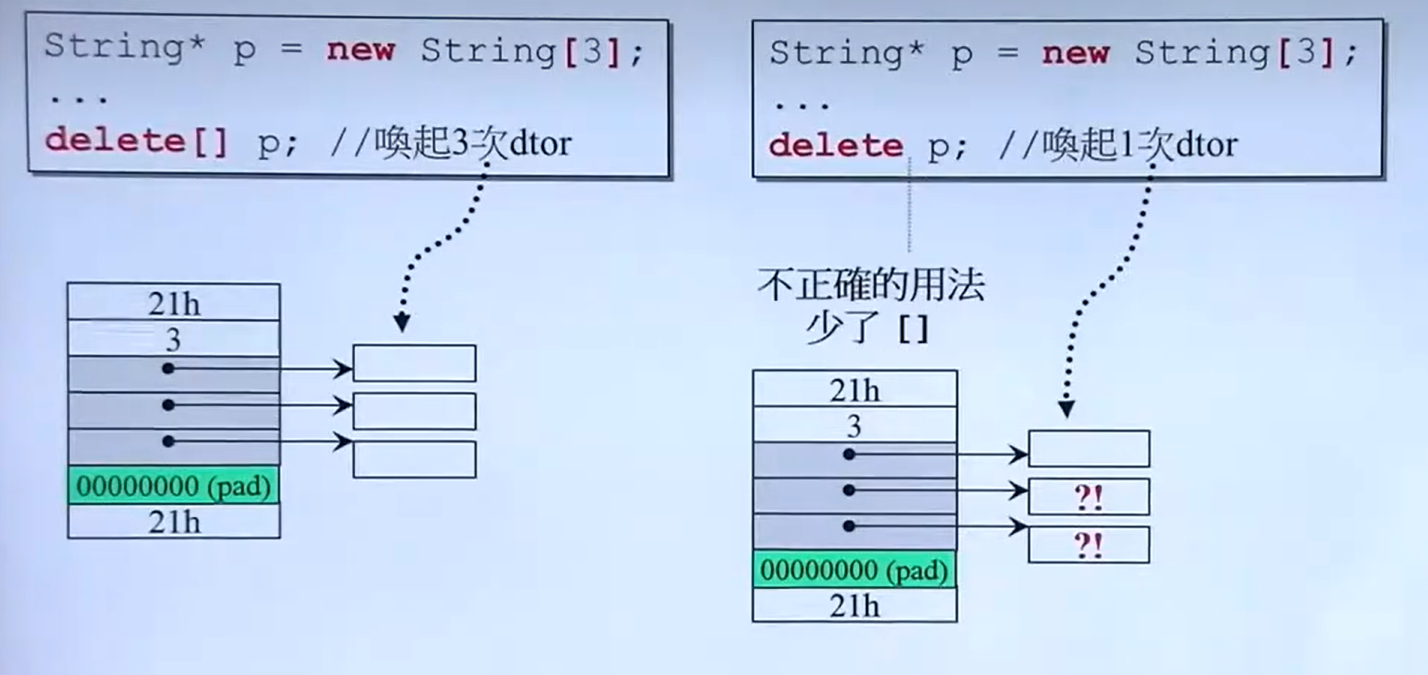 String* p = new String[3];
...
delete[] p; //喚起3次dtor
21h
3
00000000 (pad)
21h
String* p = new String[3];
...
delete p; //喚起1次dtor
不正確的用法
少了 []
21h
3
?!
?!
00000000 (pad)
21h